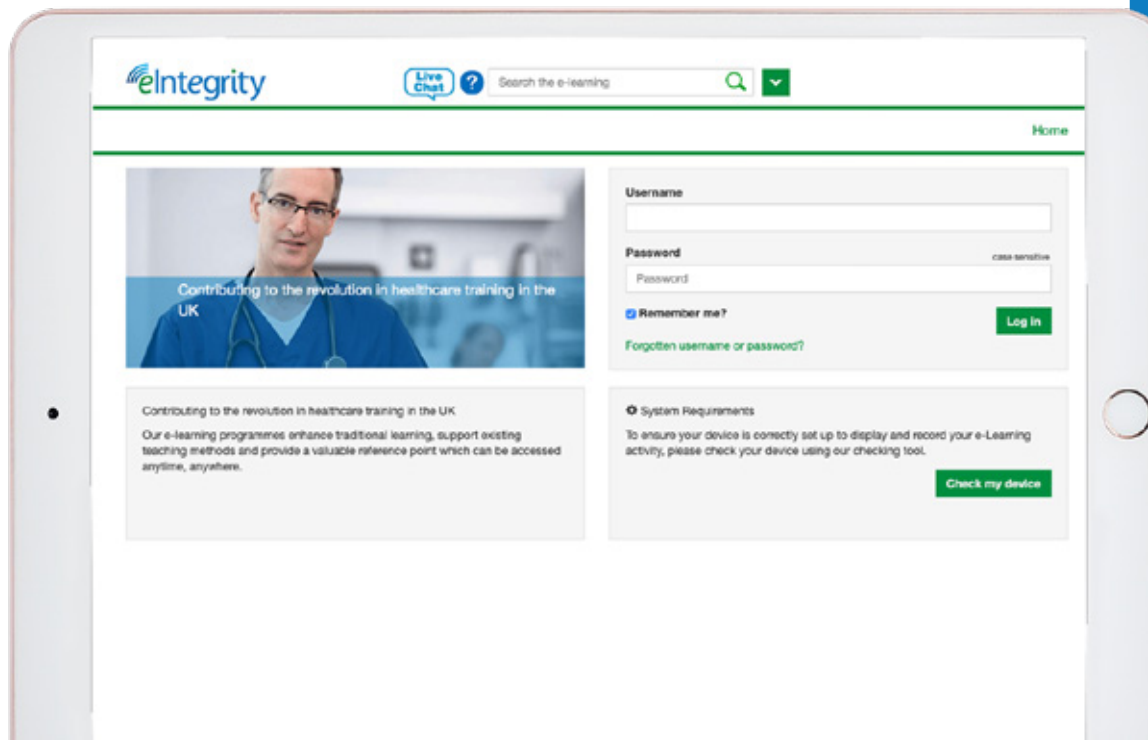 eIntegrity
Live
Chat
?
Search the e-learning
Home
Contributing to the revolution in healthcare training in the
UK
Username
Password
case sensitive
Password
Remember me?
Log in
Forgotten username or password?
Contributing to the revolution in healthcare training in the UK
Our e-learning programmes enhance traditional learning, support existing
teaching methods and provide a valuable reference point which can be accessed
anytime, anywhere.
System Requirements
To ensure your device is correctly set up to display and record your e-Learning
activity, please check your device using our checking tool.
Check my device